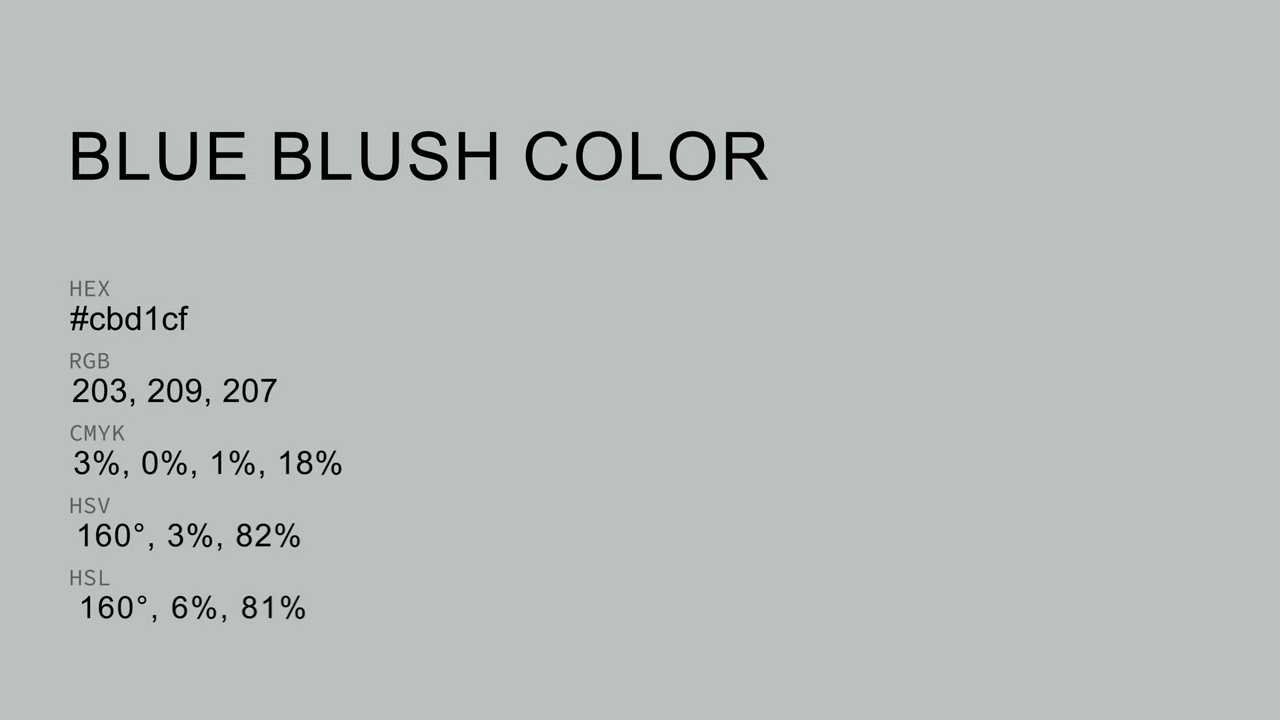 BLUE BLUSH COLOR
HEX
#cbd1cf
RGB
203, 209, 207
CMYK
3%, 0%, 1%, 18%
HSV
160°, 3%, 82%
HSL
160°, 6%, 81%